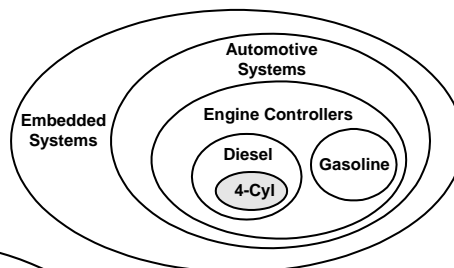 Automotive
Systems
Embedded
Systems
Engine Controllers
Diesel
Gasoline
4-Cyl